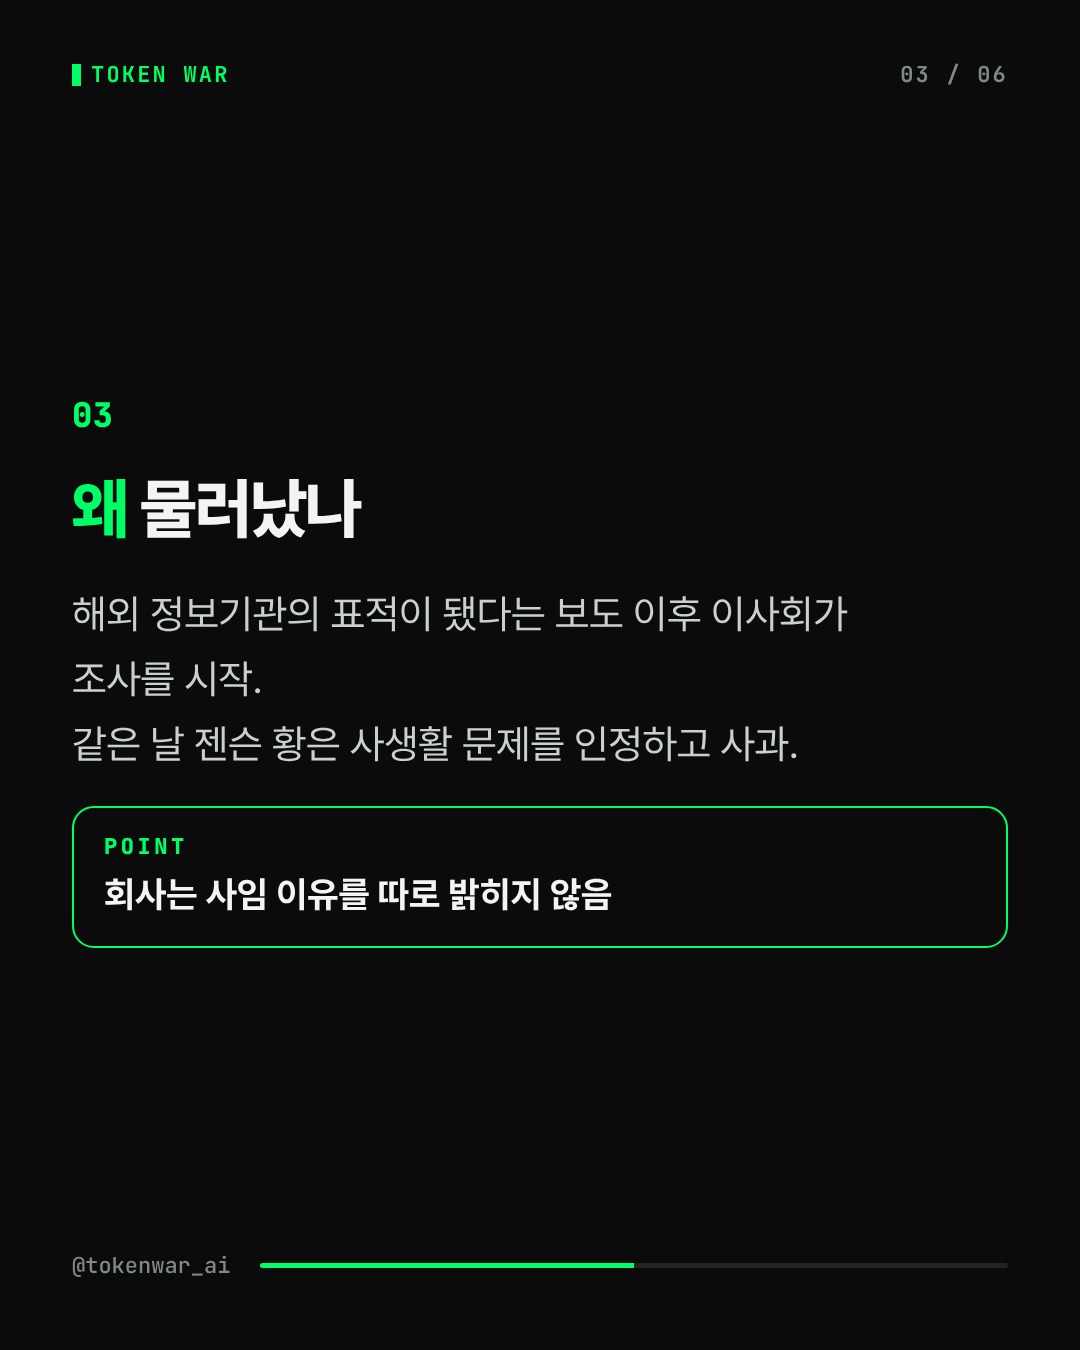 TOKEN WAR
03 / 06
03
왜 물러났나
해외 정보기관의 표적이 됐다는 보도 이후 이사회가
조사를 시작.
같은 날 젠슨 황은 사생활 문제를 인정하고 사과.
POINT
회사는 사임 이유를 따로 밝히지 않음
@tokenwar_ai